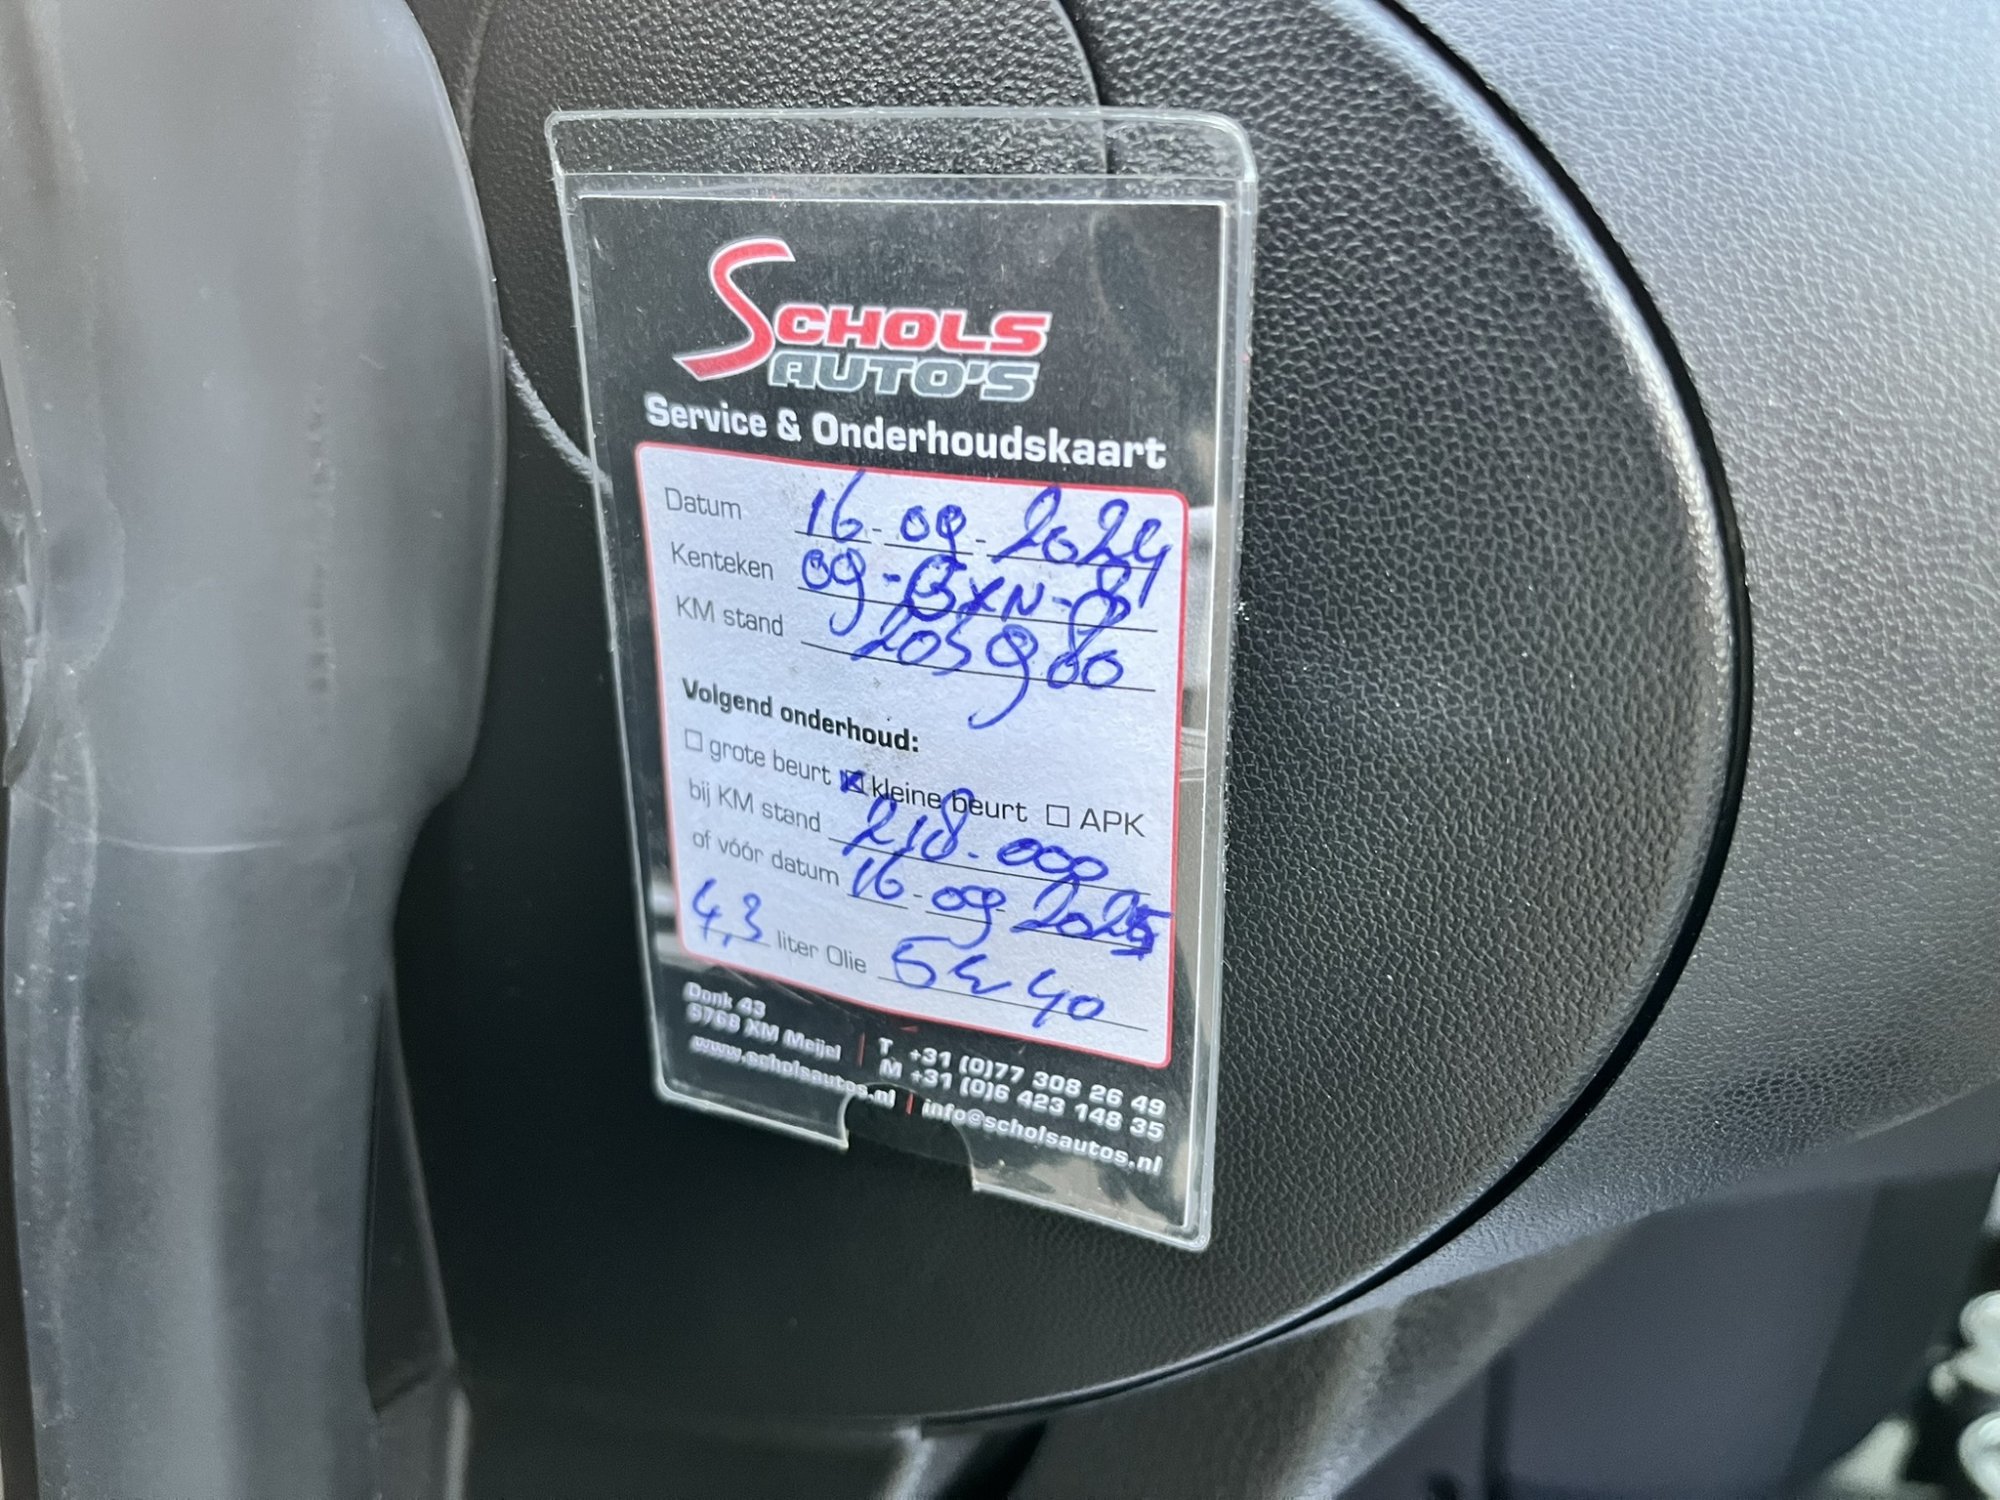 SCHOLS
AUTO'S
Service & Onderhoudskaart
Datum 16-09-2024
Kenteken 09-BXN-8
KM stand 205980
Volgend onderhoud:
☐ grote beurt ☒ kleine beurt ☐ APK
bij KM stand 218.000
of vóór datum 16-09-2025
4,3 liter Olie 5w40
Donk 43
5768 XM Meijel | T +31 (0)77 308 26 49
M +31 (0)6 423 148 35
www.scholsautos.nl | info@scholsautos.nl